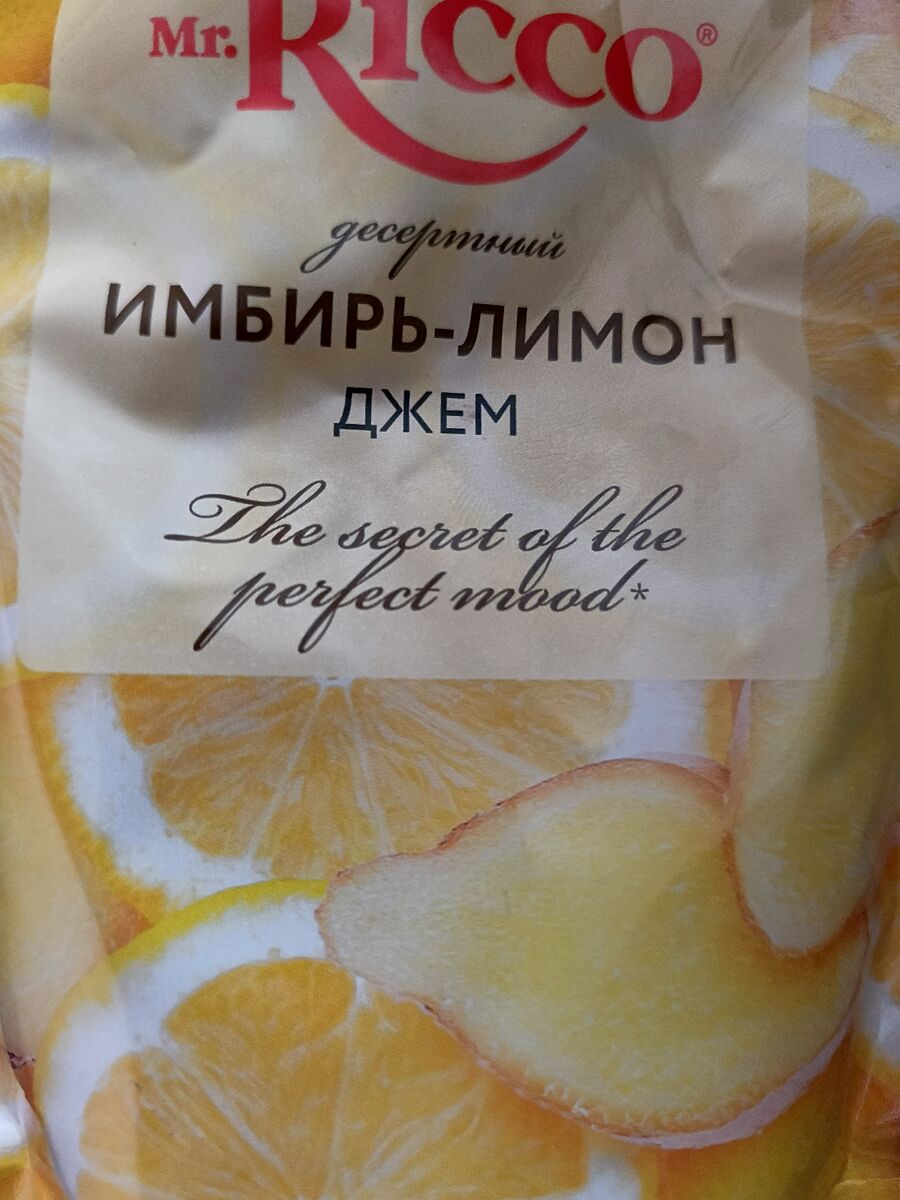 Mr. Ricco®
десертный
ИМБИРЬ-ЛИМОН
ДЖЕМ
The secret of the
perfect mood*